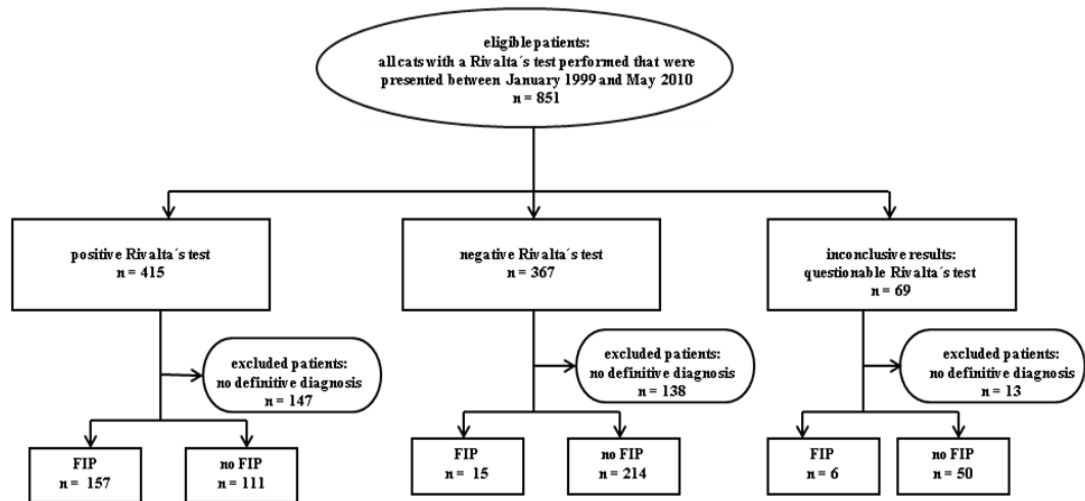 eligible patients:
all cats with a Rivalta´s test performed that were
presented between January 1999 and May 2010
n = 851
positive Rivalta´s test
n = 415
negative Rivalta´s test
n = 367
inconclusive results:
questionable Rivalta´s test
n = 69
excluded patients:
no definitive diagnosis
n = 147
excluded patients:
no definitive diagnosis
n = 138
excluded patients:
no definitive diagnosis
n = 13
FIP
n = 157
no FIP
n = 111
FIP
n = 15
no FIP
n = 214
FIP
n = 6
no FIP
n = 50